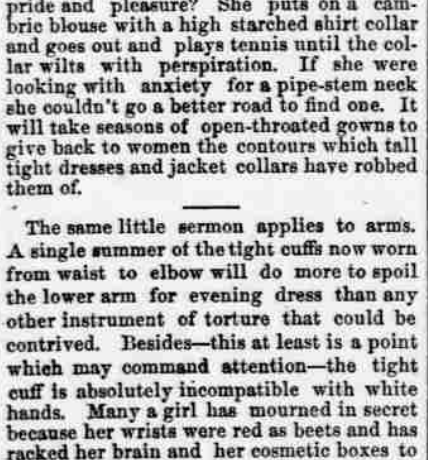 pride and pleasure? She puts on a cam-
bric blouse with a high starched shirt collar
and goes out and plays tennis until the col-
lar wilts with perspiration. If she were
looking with anxiety for a pipe-stem neck
she couldn't go a better road to find one. It
will take seasons of open-throated gowns to
give back to women the contours which tall
tight dresses and jacket collars have robbed
them of.
The same little sermon applies to arms.
A single summer of the tight cuffs now worn
from waist to elbow will do more to spoil
the lower arm for evening dress than any
other instrument of torture that could be
contrived. Besides—this at least is a point
which may command attention—the tight
cuff is absolutely incompatible with white
hands. Many a girl has mourned in secret
because her wrists were red as beets and has
racked her brain and her cosmetic boxes to